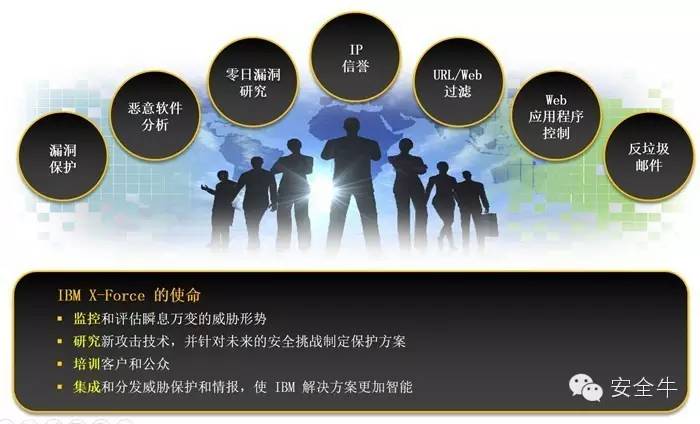 漏洞
保护
恶意软件
分析
零日漏洞
研究
IP
信誉
URL/Web
过滤
Web
应用程序
控制
反垃圾
邮件
IBM X-Force 的使命
监控和评估瞬息万变的威胁形势
研究新攻击技术，并针对未来的安全挑战制定保护方案
培训客户和公众
集成和分发威胁保护和情报，使 IBM 解决方案更加智能
安全牛